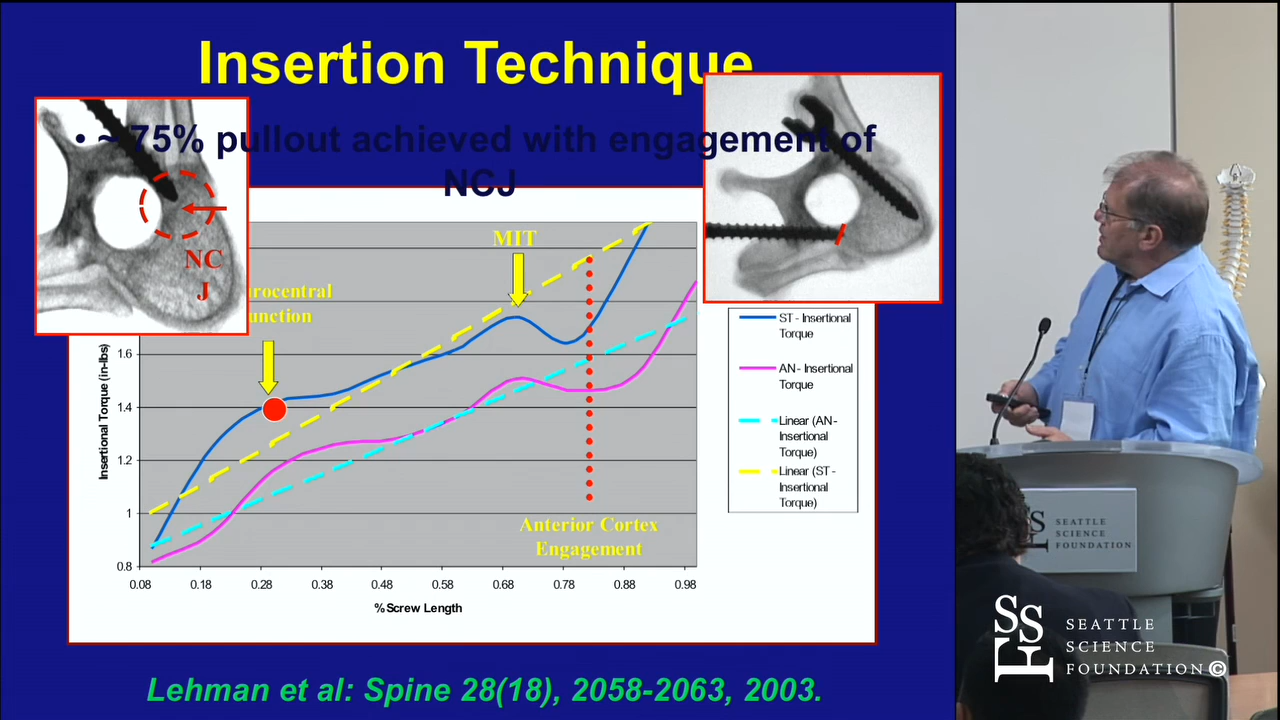 Insertion Technique
• ~ 75% pullout achieved with engagement of
NCJ
NC
J
rocentral
unction
MIT
1.6
1.4
1.2
1
0.8
0.08 0.18 0.28 0.38 0.48 0.58 0.68 0.78 0.88 0.98
Insertional Torque (in-lbs)
%Screw Length
Anterior Cortex
Engagement
ST - Insertional
Torque
AN - Insertional
Torque
Linear (AN -
Insertional
Torque)
Linear (ST -
Insertional
Torque)
Lehman et al: Spine 28(18), 2058-2063, 2003.
SEATTLE
SCIENCE
FOUNDATION
SSF
SEATTLE
SCIENCE
FOUNDATION©